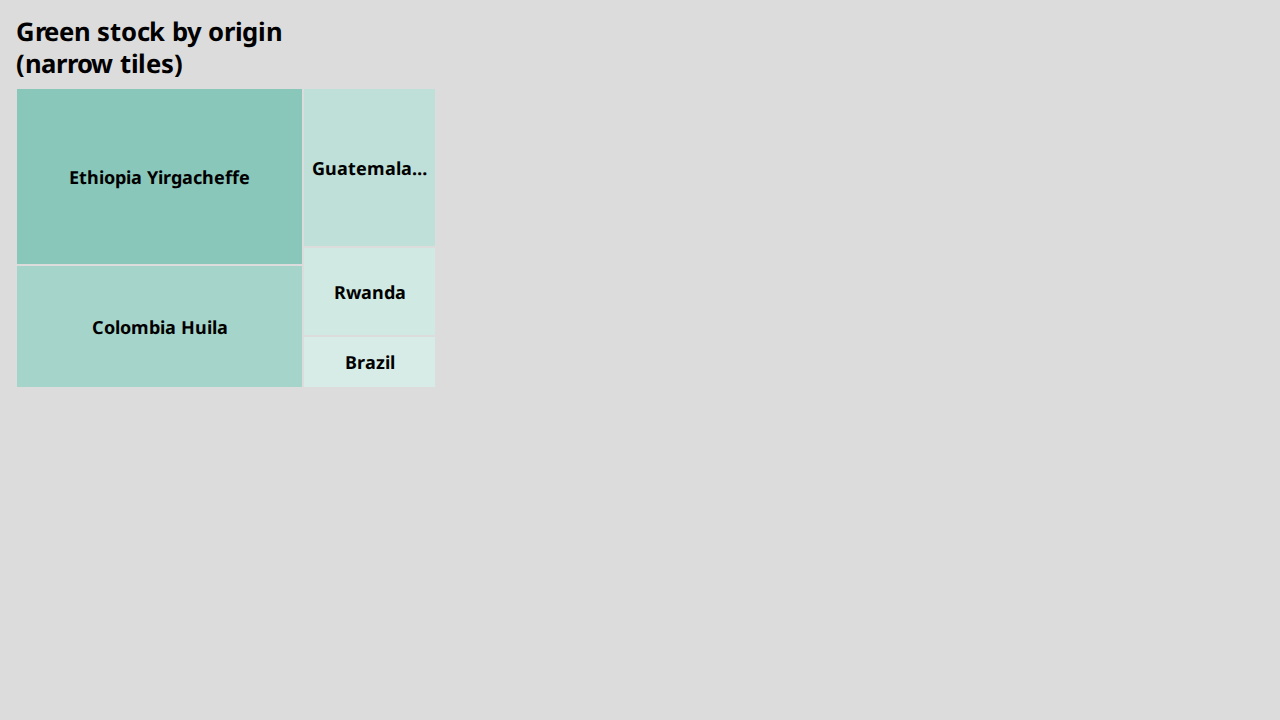 Green stock by origin
(narrow tiles)
Ethiopia Yirgacheffe
Guatemala...
Colombia Huila
Rwanda
Brazil